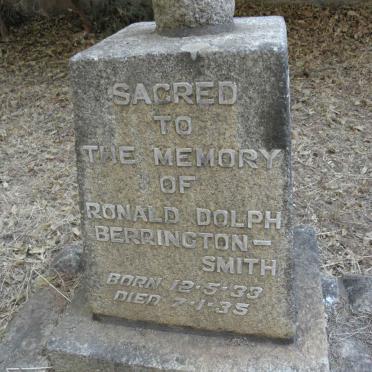 SACRED
TO
THE MEMORY
OF
RONALD DOLPH
BERRINGTON-
SMITH
BORN 12·5·33
DIED 7·1·35